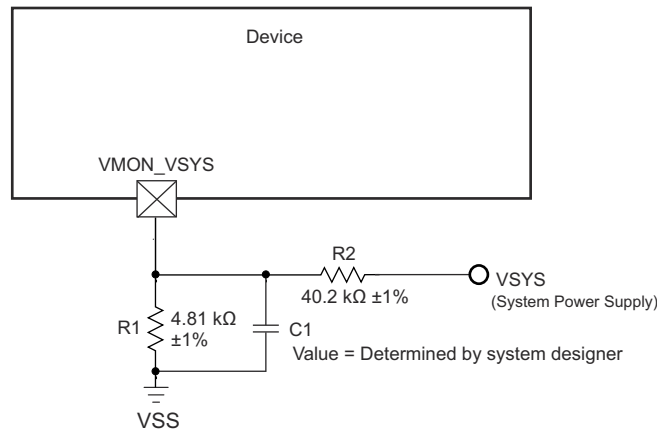 Device
VMON_VSYS
R2
40.2 kΩ ±1%
VSYS
(System Power Supply)
R1
4.81 kΩ
±1%
C1
Value = Determined by system designer
VSS